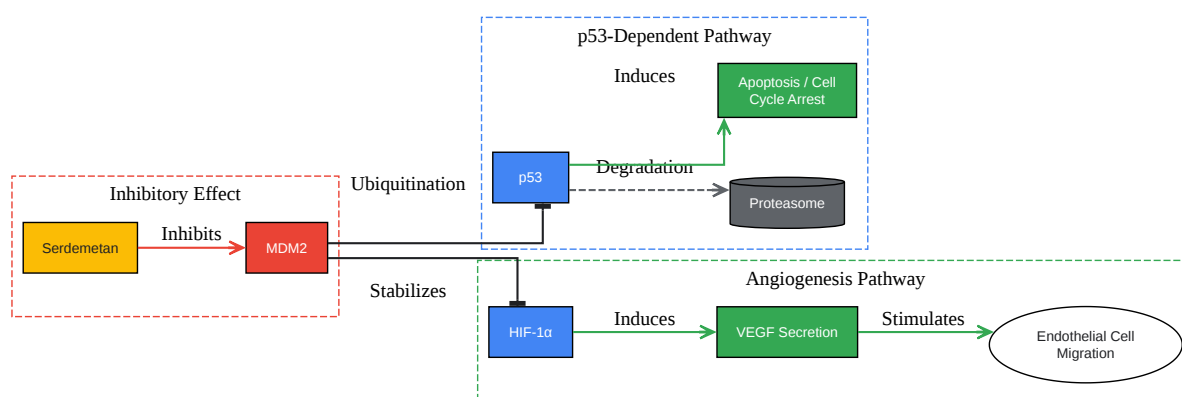 p53-Dependent Pathway
Induces
Apoptosis / Cell
Cycle Arrest
Ubiquitination
p53
Degradation
Proteasome
Inhibitory Effect
Serdemetan
Inhibits
MDM2
Stabilizes
Angiogenesis Pathway
HIF-1α
Induces
VEGF Secretion
Stimulates
Endothelial Cell
Migration